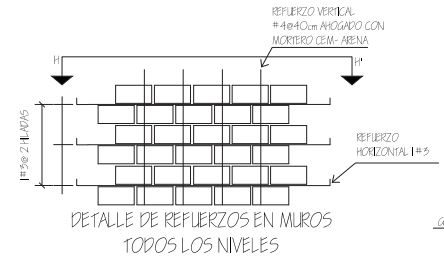 REFUERZO VERTICAL
#4@40cm AHOGADO CON
MORTERO CEM-ARENA
H
H'
1#3@2 HILADAS
REFUERZO
HORIZONTAL 1#3
DETALLE DE REFUERZOS EN MUROS
TODOS LOS NIVELES